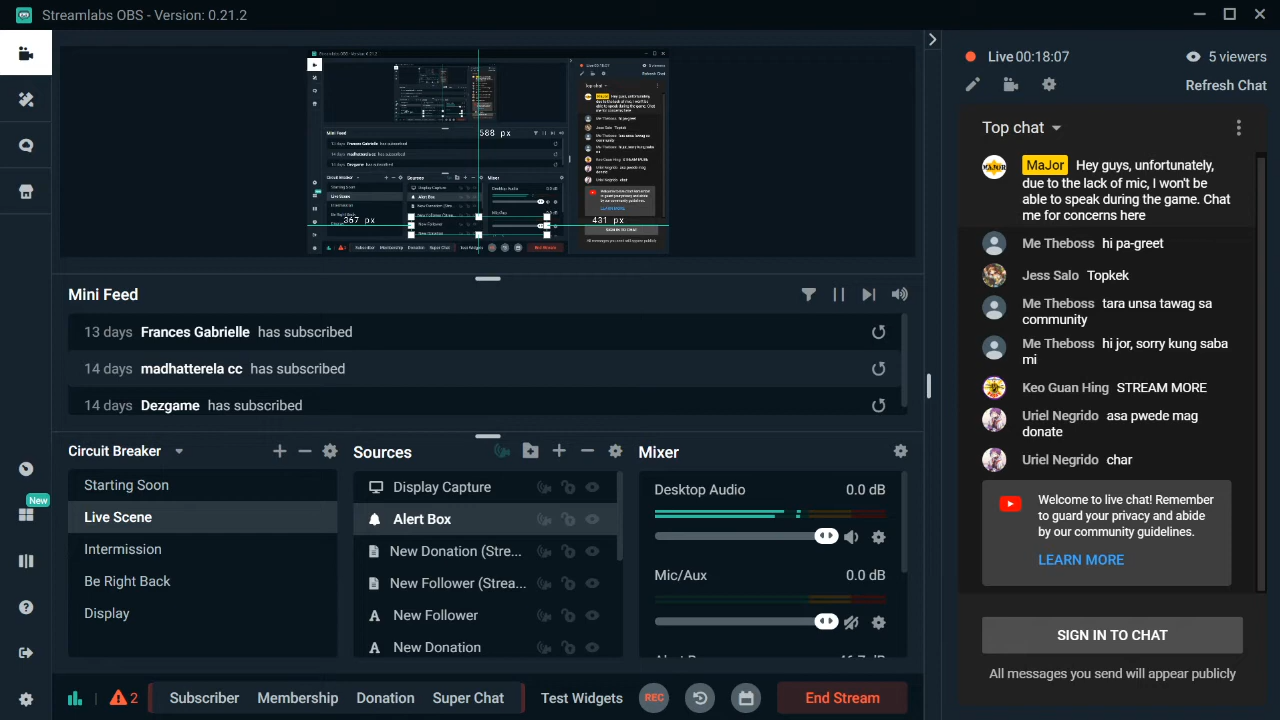 Streamlabs OBS - Version: 0.21.2
588 px
367 px
431 px
Mini Feed
13 days Frances Gabrielle has subscribed
14 days madhatterela cc has subscribed
14 days Dezgame has subscribed
Circuit Breaker
Starting Soon
Live Scene
Intermission
Be Right Back
Display
Sources
Display Capture
Alert Box
New Donation (Stre...
New Follower (Strea...
New Follower
New Donation
Mixer
Desktop Audio 0.0 dB
Mic/Aux 0.0 dB
New
2
Subscriber
Membership
Donation
Super Chat
Test Widgets
REC
End Stream
Live 00:18:07
5 viewers
Refresh Chat
Top chat
MaJor Hey guys, unfortunately,
due to the lack of mic, I won't be
able to speak during the game. Chat
me for concerns here
Me Theboss hi pa-greet
Jess Salo Topkek
Me Theboss tara unsa tawag sa
community
Me Theboss hi jor, sorry kung saba
mi
Keo Guan Hing STREAM MORE
Uriel Negrido asa pwede mag
donate
Uriel Negrido char
Welcome to live chat! Remember
to guard your privacy and abide
by our community guidelines.
LEARN MORE
SIGN IN TO CHAT
All messages you send will appear publicly